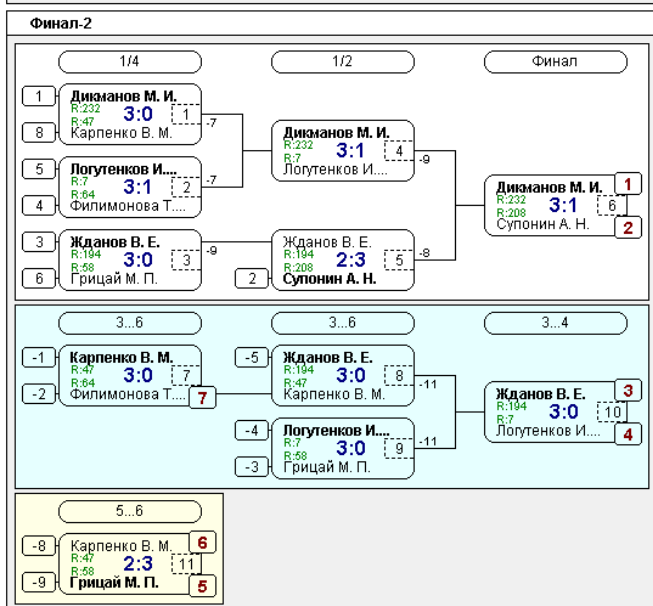 Финал-2
1/4
1/2
Финал
1
Дикманов М. И.
R:232
R:47
3:0
1
-7
8
Карпенко В. М.
5
Логутенков И....
R:7
R:64
3:1
2
-7
4
Филимонова Т....
3
Жданов В. Е.
R:194
R:58
3:0
3
-9
6
Грицай М. П.
Дикманов М. И.
R:232
R:7
3:1
4
-9
Логутенков И....
Жданов В. Е.
R:194
R:208
2:3
5
-8
2
Супонин А. Н.
Дикманов М. И.
1
R:232
R:208
3:1
6
Супонин А. Н.
2
3...6
3...6
3...4
-1
Карпенко В. М.
R:47
R:64
3:0
7
-2
Филимонова Т....
7
-5
Жданов В. Е.
R:194
R:47
3:0
8
-11
Карпенко В. М.
-4
Логутенков И....
R:7
R:58
3:0
9
-11
-3
Грицай М. П.
Жданов В. Е.
3
R:194
R:7
3:0
10
Логутенков И....
4
5...6
-8
Карпенко В. М.
6
R:47
R:58
2:3
11
-9
Грицай М. П.
5